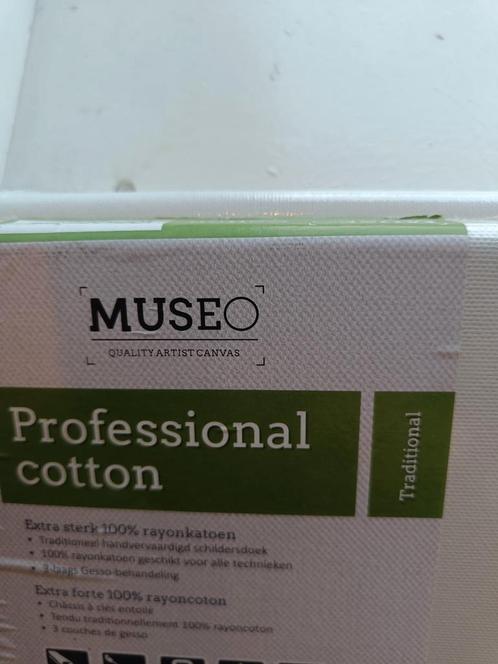 MUSEO
QUALITY ARTIST CANVAS
Professional
cotton
Traditional
Extra sterk 100% rayonkatoen
• Traditioneel handvervaardigd schildersdoek
• 100% rayonkatoen geschikt voor alle technieken
• 3-laags Gesso-behandeling
Extra forte 100% rayoncoton
• Châssis à clés entoilé
• Tendu traditionnellement 100% rayoncoton
• 3 couches de gesso